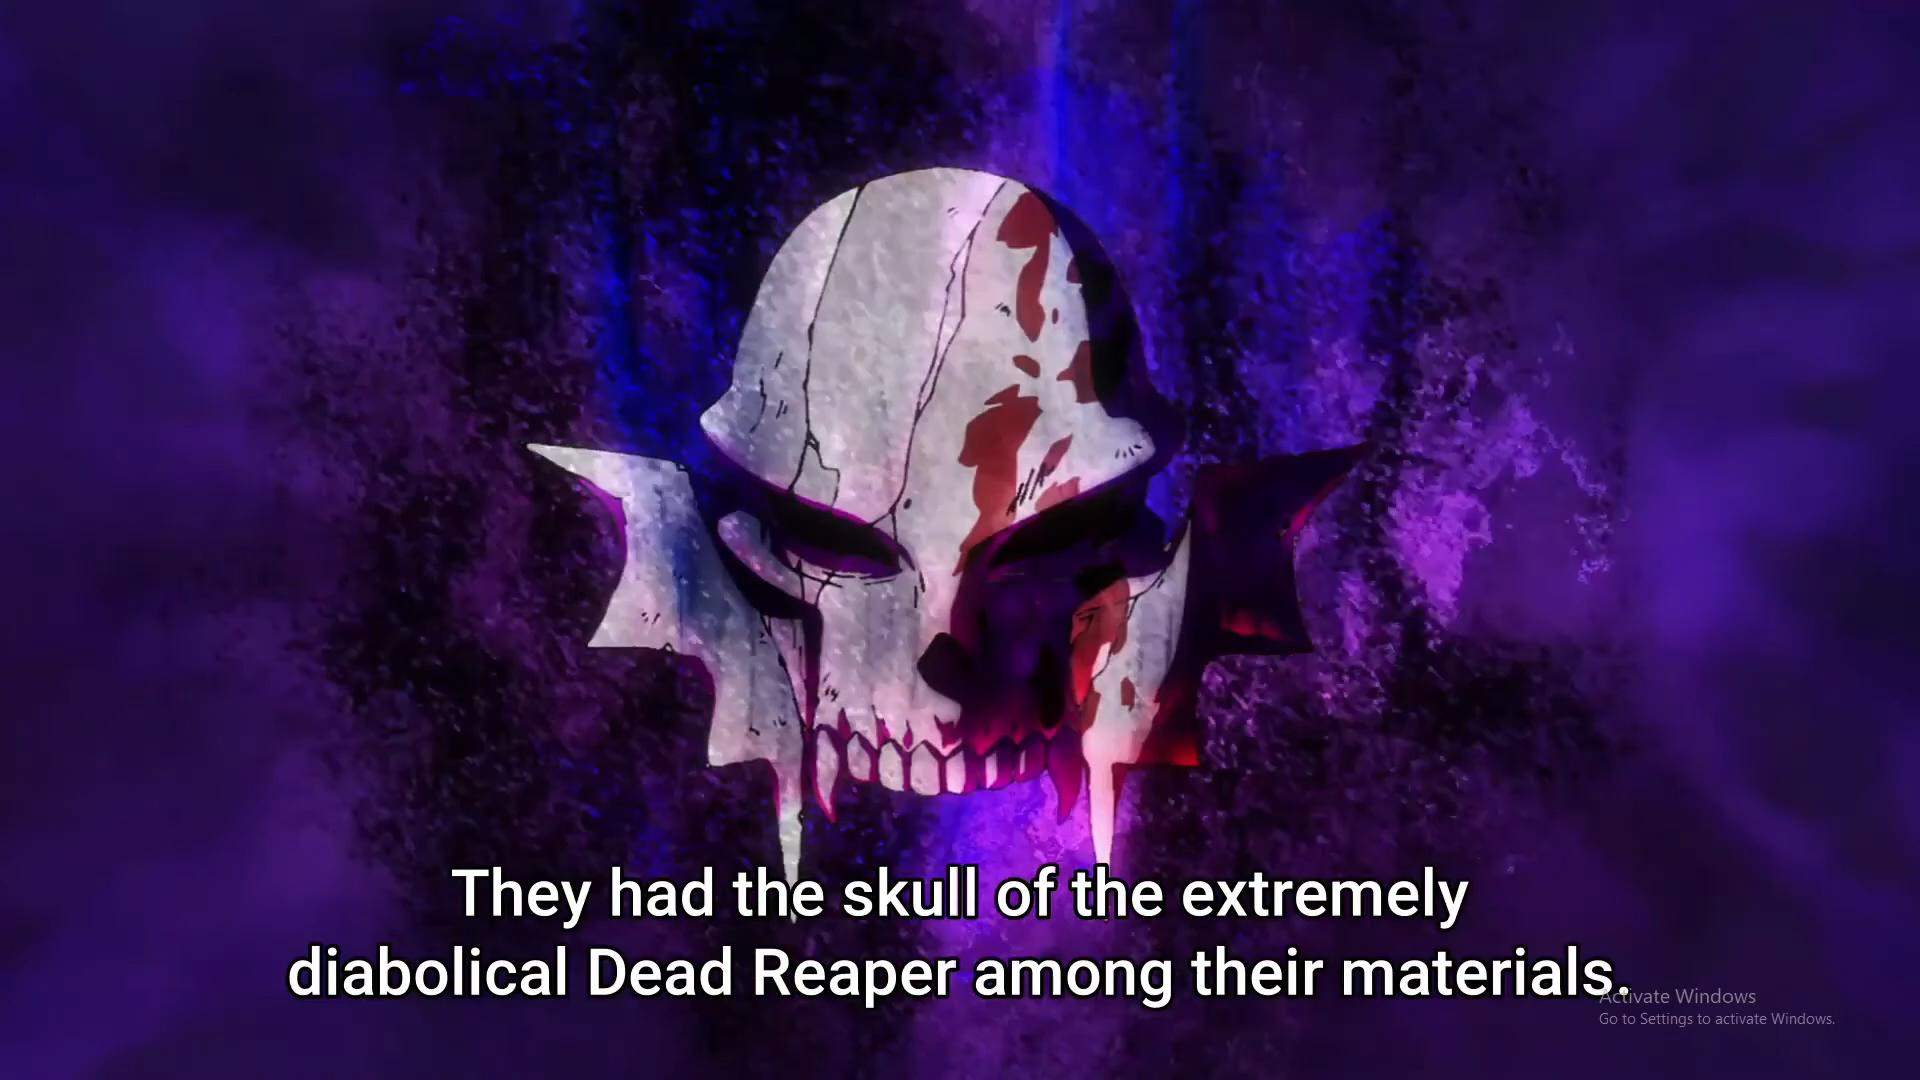 They had the skull of the extremely
diabolical Dead Reaper among their materials.
Activate Windows
Go to Settings to activate Windows.